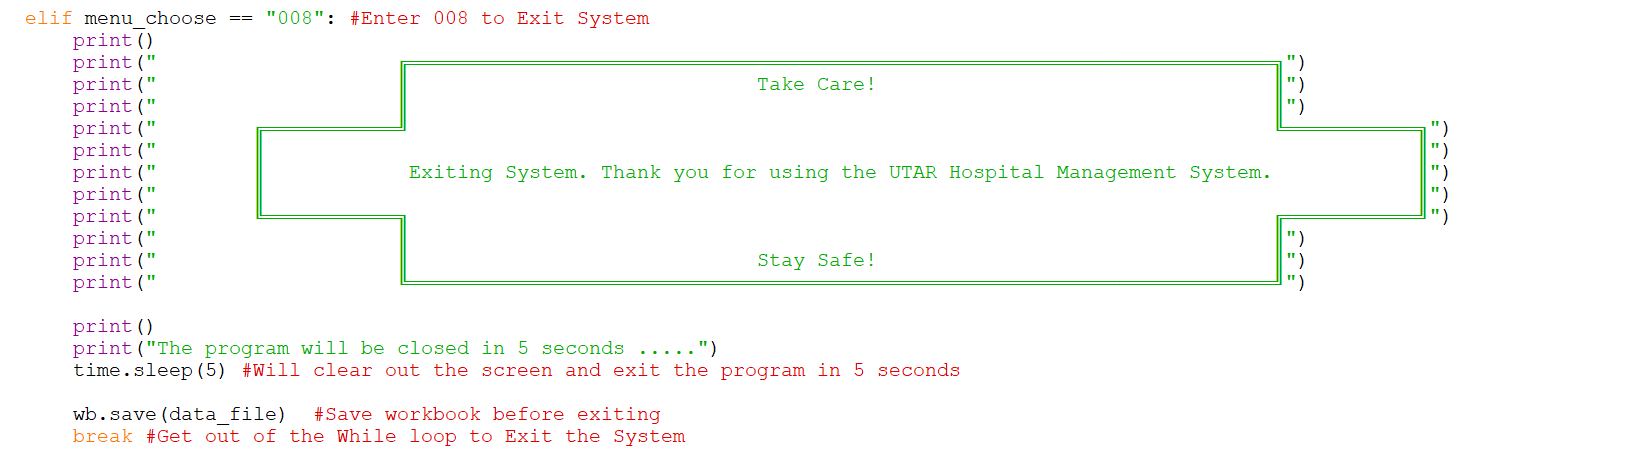 elif menu_choose == "008": #Enter 008 to Exit System
    print()
    print("                    ╔════════════════════════════════════════════════════════════════════════╗")
    print("                    ║                             Take Care!                                 ║")
    print("                    ║                                                                        ║")
    print("        ╔═══════════╝                                                                        ╚═══════════╗")
    print("        ║                                                                                                ║")
    print("        ║            Exiting System. Thank you for using the UTAR Hospital Management System.            ║")
    print("        ║                                                                                                ║")
    print("        ╚═══════════╗                                                                        ╔═══════════╝")
    print("                    ║                                                                        ║")
    print("                    ║                             Stay Safe!                                 ║")
    print("                    ╚════════════════════════════════════════════════════════════════════════╝")
    print()
    print("The program will be closed in 5 seconds .....")
    time.sleep(5) #Will clear out the screen and exit the program in 5 seconds
    wb.save(data_file)  #Save workbook before exiting
    break #Get out of the While loop to Exit the System